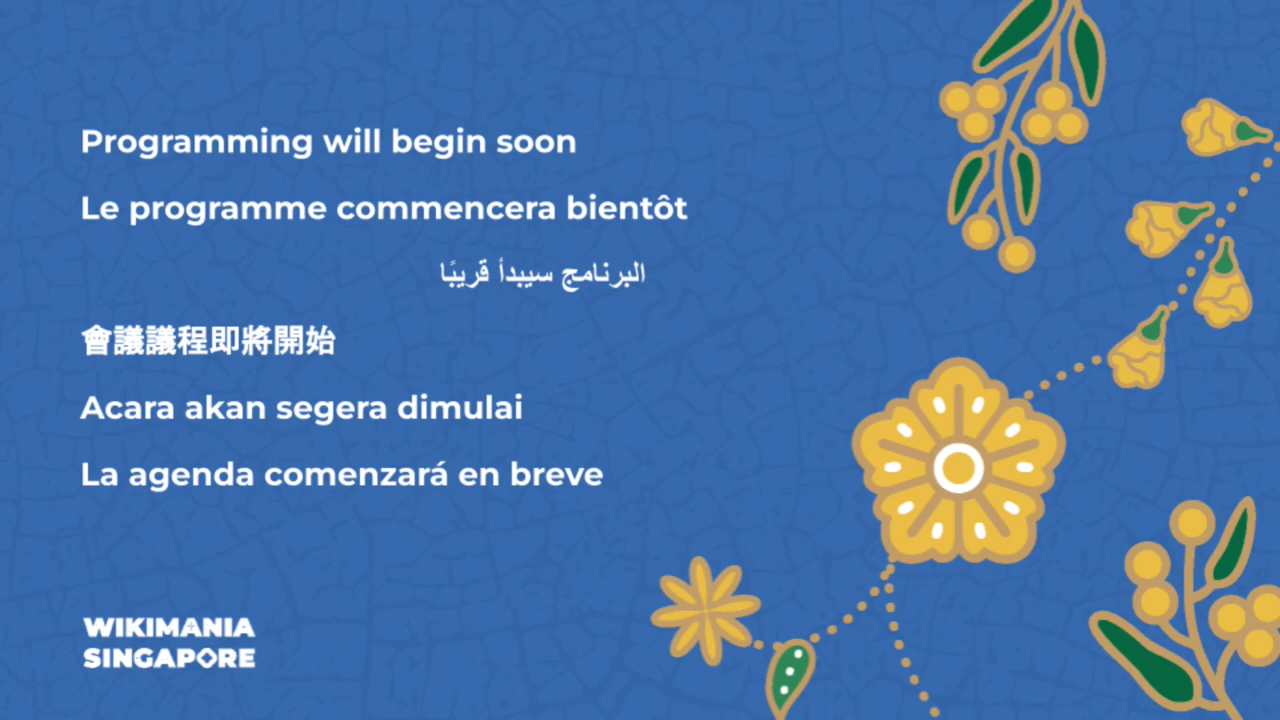 Programming will begin soon
Le programme commencera bientôt
البرنامج سيبدأ قريبًا
會議議程即將開始
Acara akan segera dimulai
La agenda comenzará en breve
WIKIMANIA
SINGAPORE